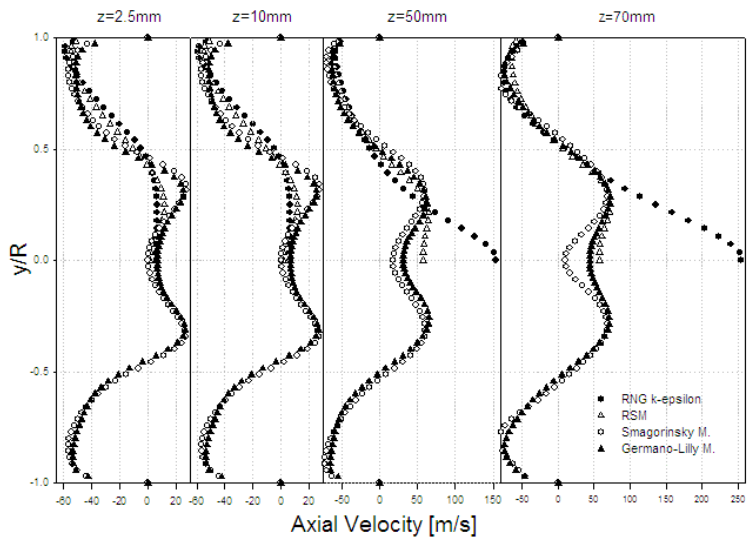 z=2.5mm z=10mm z=50mm z=70mm
1.0
0.5
y/R
0.0
-0.5
-1.0
RNG k-epsilon
RSM
Smagorinsky M.
Germano-Lilly M.
-60 -40 -20 0 20 -60 -40 -20 0 20 -50 0 50 100 150 -50 0 50 100 150 200 250
Axial Velocity [m/s]